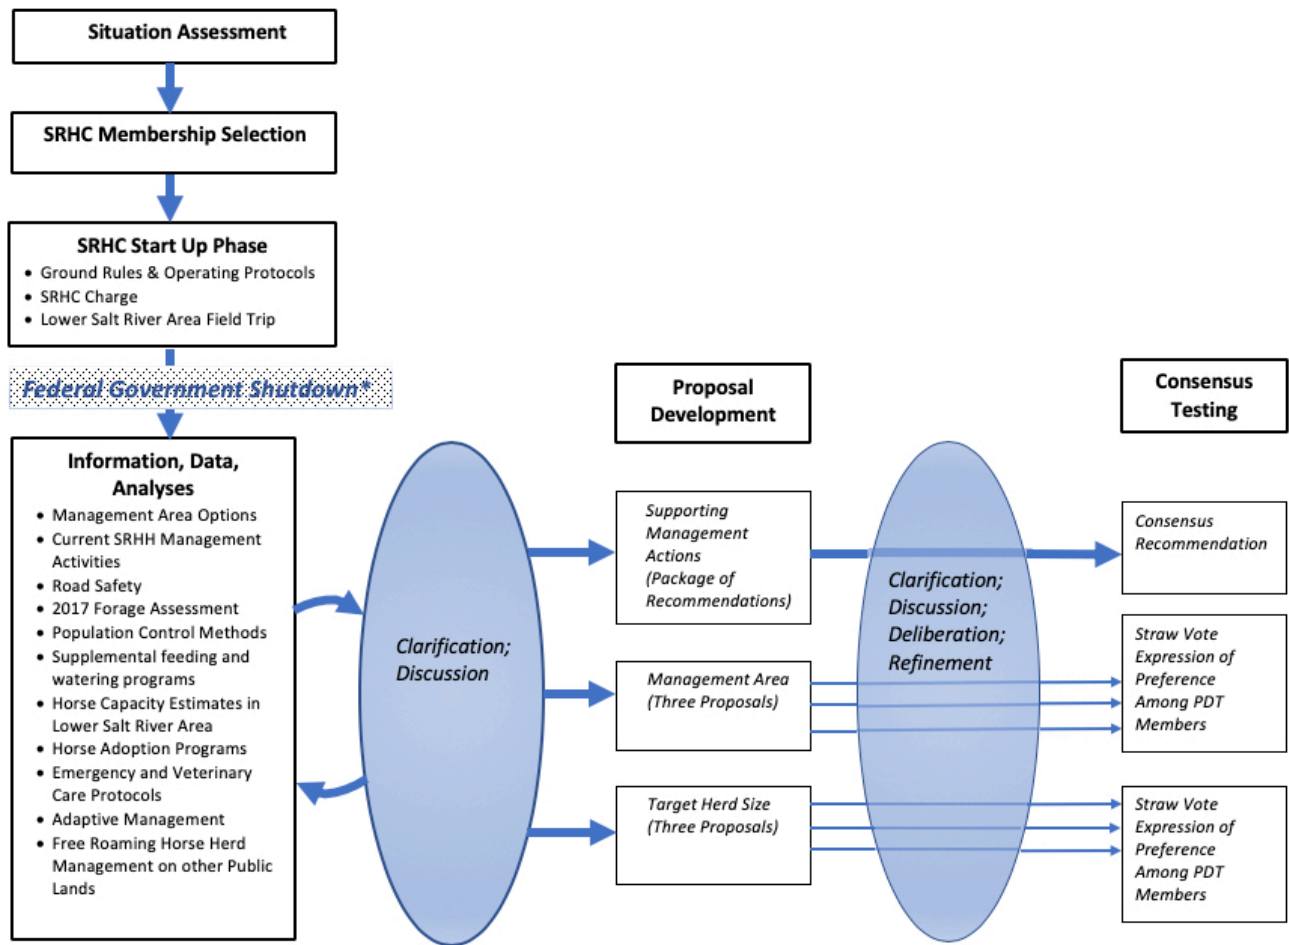 Situation Assessment
SRHC Membership Selection
SRHC Start Up Phase
• Ground Rules & Operating Protocols
• SRHC Charge
• Lower Salt River Area Field Trip
Federal Government Shutdown*
Information, Data,
Analyses
• Management Area Options
• Current SRHH Management
Activities
• Road Safety
• 2017 Forage Assessment
• Population Control Methods
• Supplemental feeding and
watering programs
• Horse Capacity Estimates in
Lower Salt River Area
• Horse Adoption Programs
• Emergency and Veterinary
Care Protocols
• Adaptive Management
• Free Roaming Horse Herd
Management on other Public
Lands
Clarification;
Discussion
Proposal
Development
Supporting
Management
Actions
(Package of
Recommendations)
Management Area
(Three Proposals)
Target Herd Size
(Three Proposals)
Clarification;
Discussion;
Deliberation;
Refinement
Consensus
Testing
Consensus
Recommendation
Straw Vote
Expression of
Preference
Among PDT
Members
Straw Vote
Expression of
Preference
Among PDT
Members